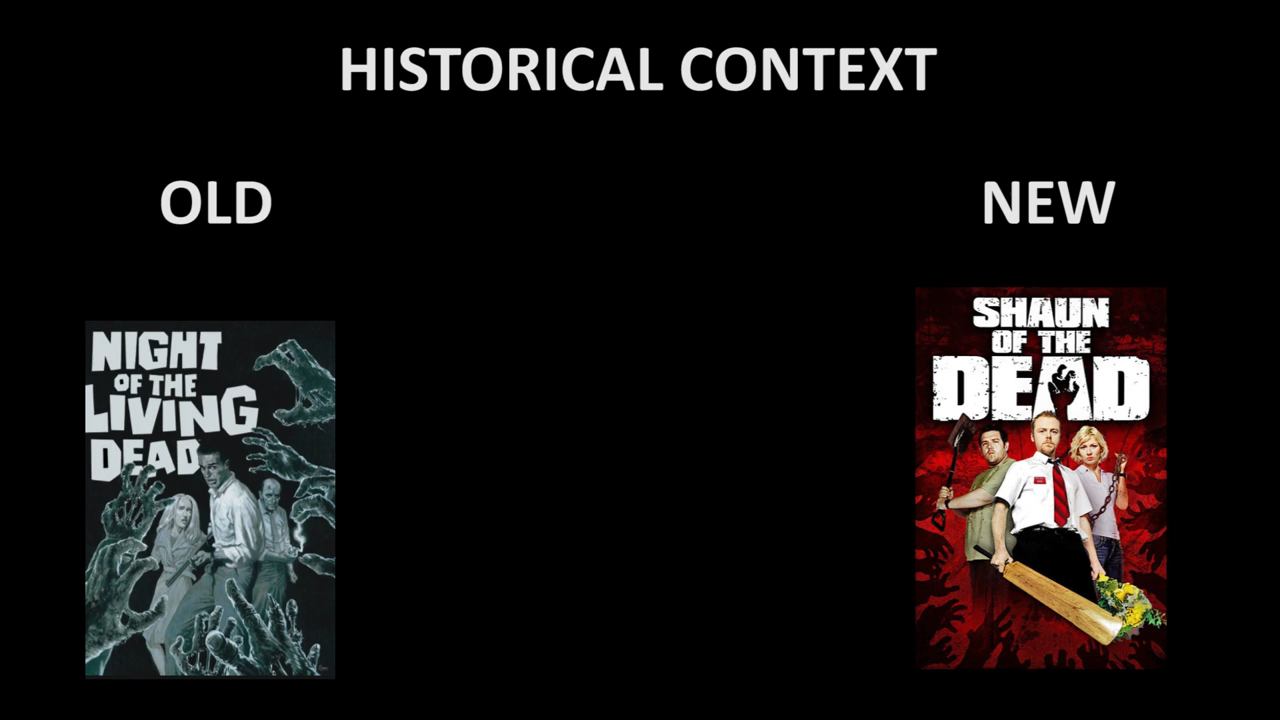 HISTORICAL CONTEXT
OLD
NEW
NIGHT
OF THE
LIVING
DEAD
SHAUN
OF THE
DEAD